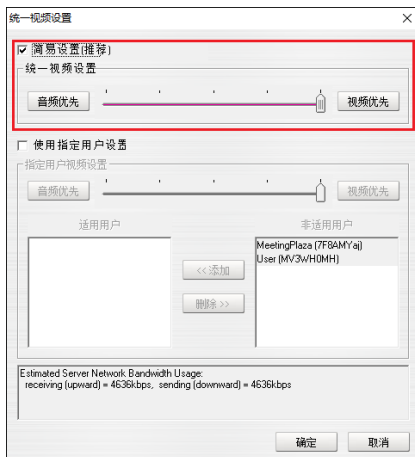 统一视频设置
简易设置(推荐)
统一视频设置
音频优先
视频优先
使用指定用户设置
指定用户视频设置
音频优先
视频优先
适用用户
非适用用户
MeetingPlaza (7F8AMYaj)
User (MV3WH0MH)
<< 添加
删除 >>
Estimated Server Network Bandwidth Usage:
receiving (upward) = 4636kbps, sending (downward) = 4636kbps
确定
取消